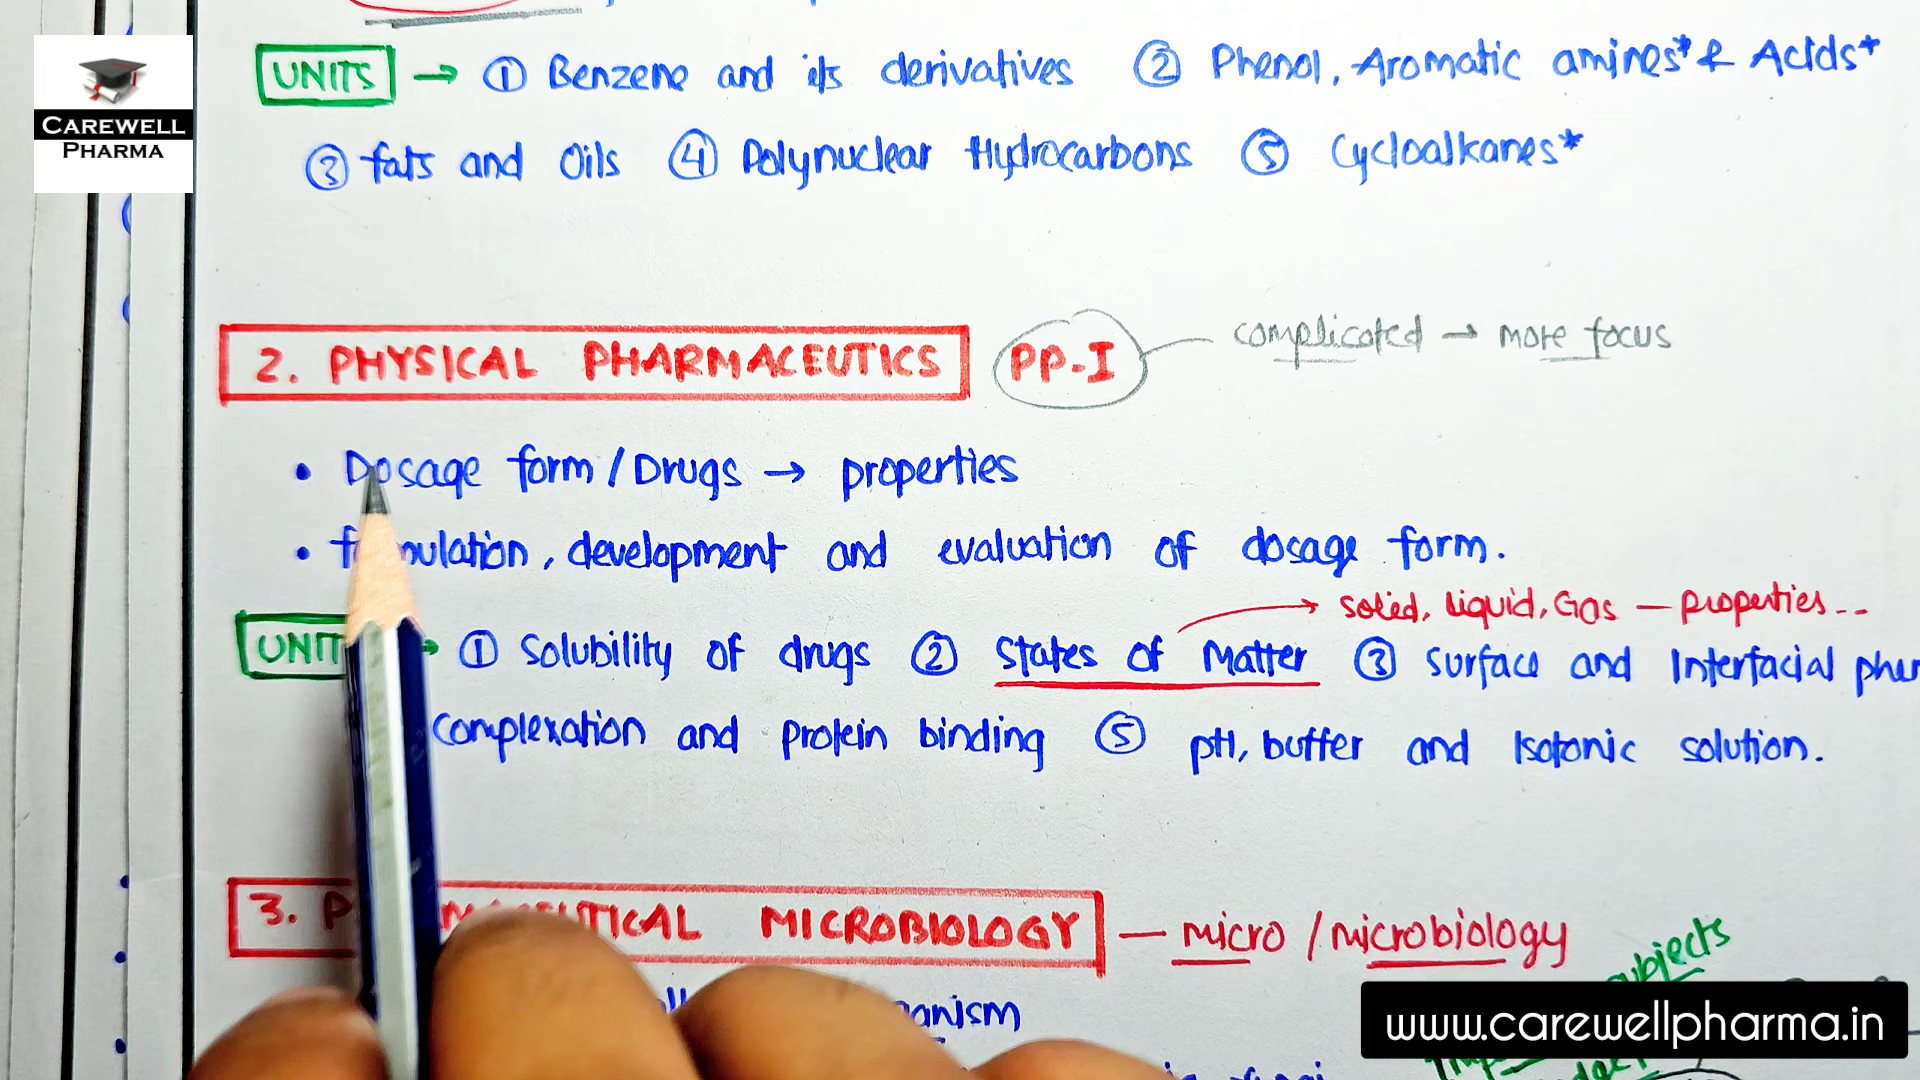 CAREWELL
PHARMA
UNITS → ① Benzene and its derivatives ② Phenol, Aromatic amines* & Acids*
③ fats and Oils ④ Polynuclear Hydrocarbons ⑤ Cycloalkanes*
2. PHYSICAL PHARMACEUTICS PP-I complicated → more focus
• Dosage form / Drugs → properties
• development and evaluation of dosage form.
solid, liquid, Gas — properties..
① Solubility of drugs ② States of Matter ③ Surface and Interfacial
complexation and protein binding ⑤ pH, buffer and Isotonic solution.
3. MICROBIOLOGY — micro / microbiology
www.carewellpharma.in